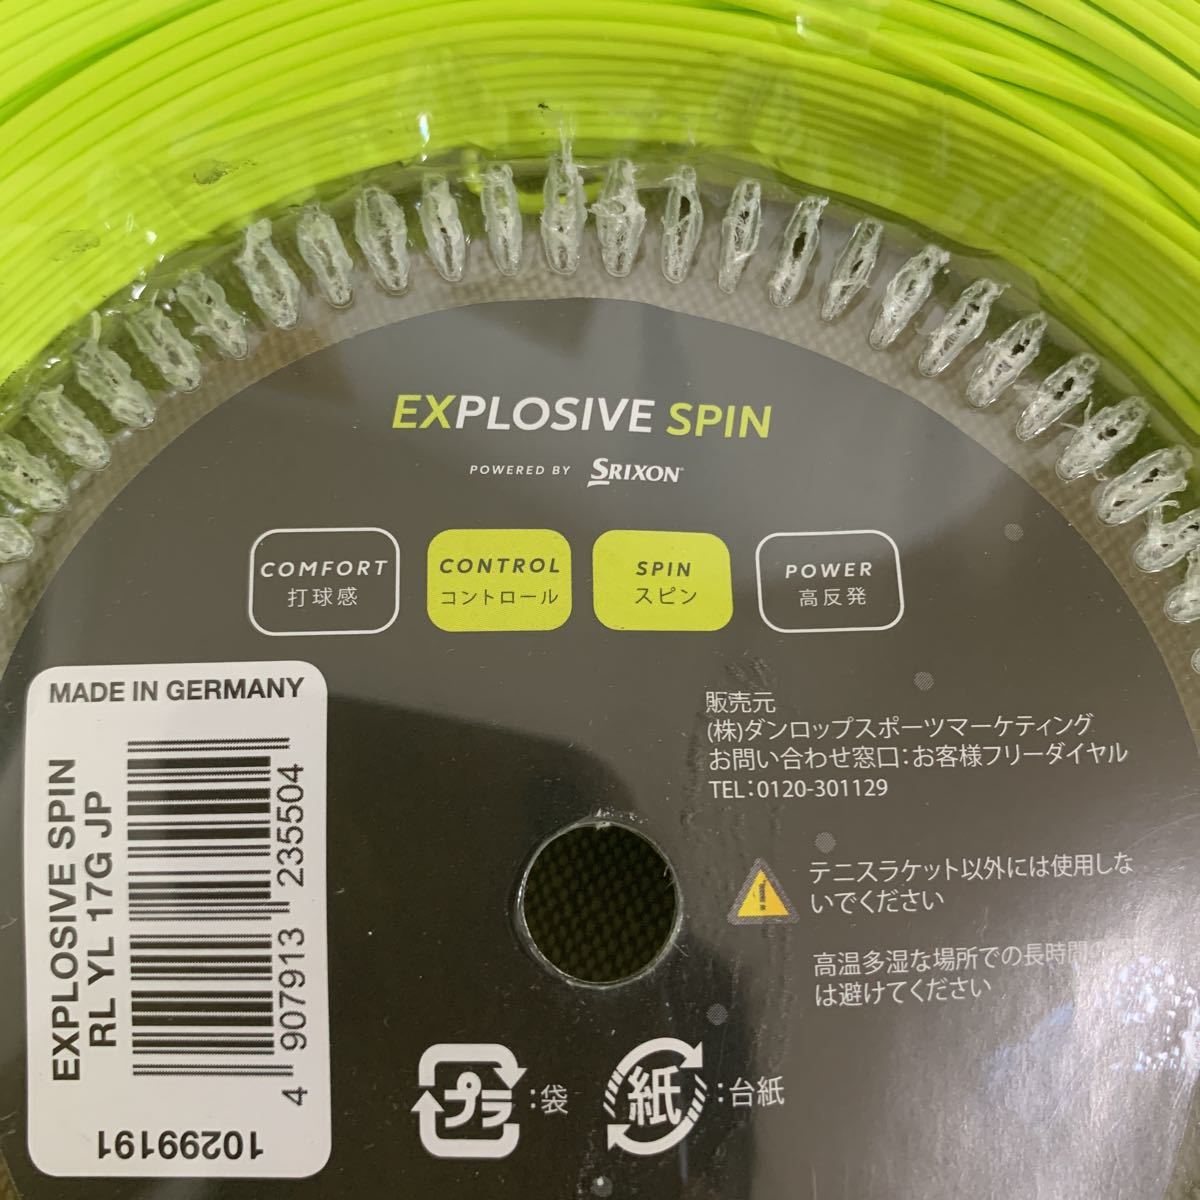 EXPLOSIVE SPIN
POWERED BY SRIXON
COMFORT
打球感
CONTROL
コントロール
SPIN
スピン
POWER
高反発
MADE IN GERMANY
EXPLOSIVE SPIN
RL YL 17G JP
4 907913 235504
10299191
販売元
(株)ダンロップスポーツマーケティング
お問い合わせ窓口:お客様フリーダイヤル
TEL:0120-301129
テニスラケット以外には使用しな
いでください
高温多湿な場所での長時間
は避けてください
プラ:袋
紙:台紙